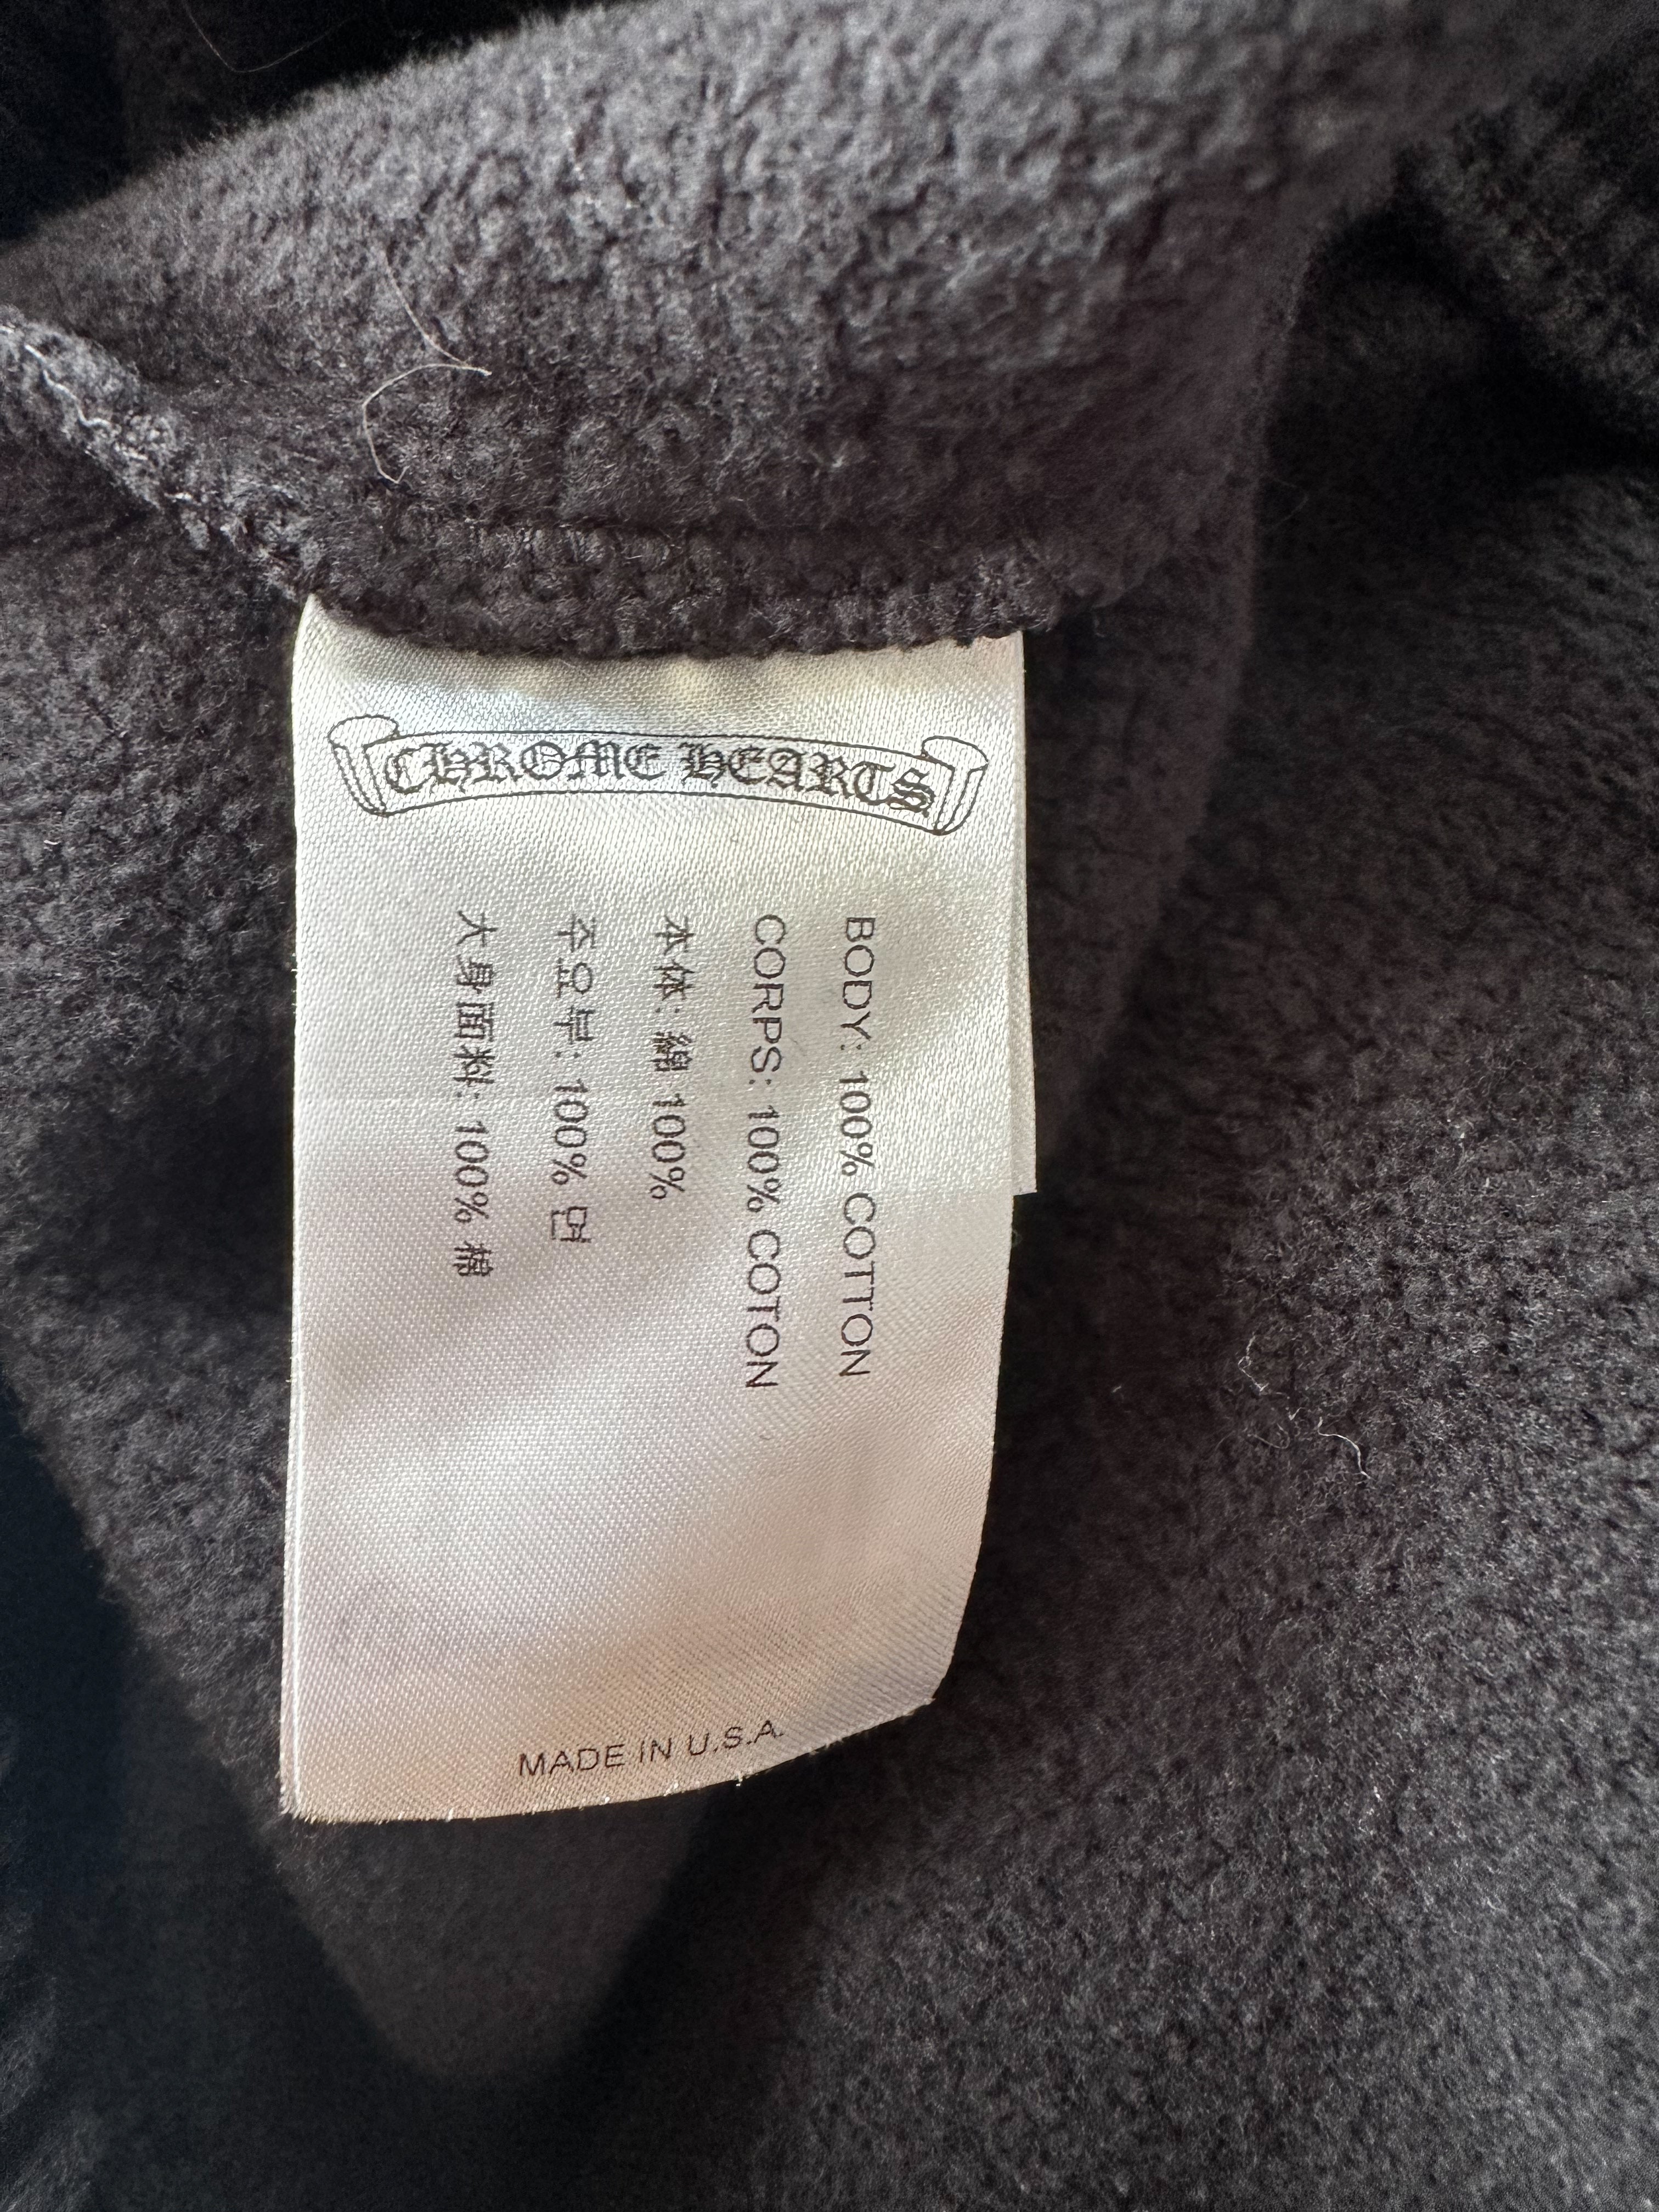 CHROME HEARTS
BODY: 100% COTTON
CORPS: 100% COTON
本体: 綿 100%
주요부: 100% 면
大身面料: 100% 棉
MADE IN U.S.A.